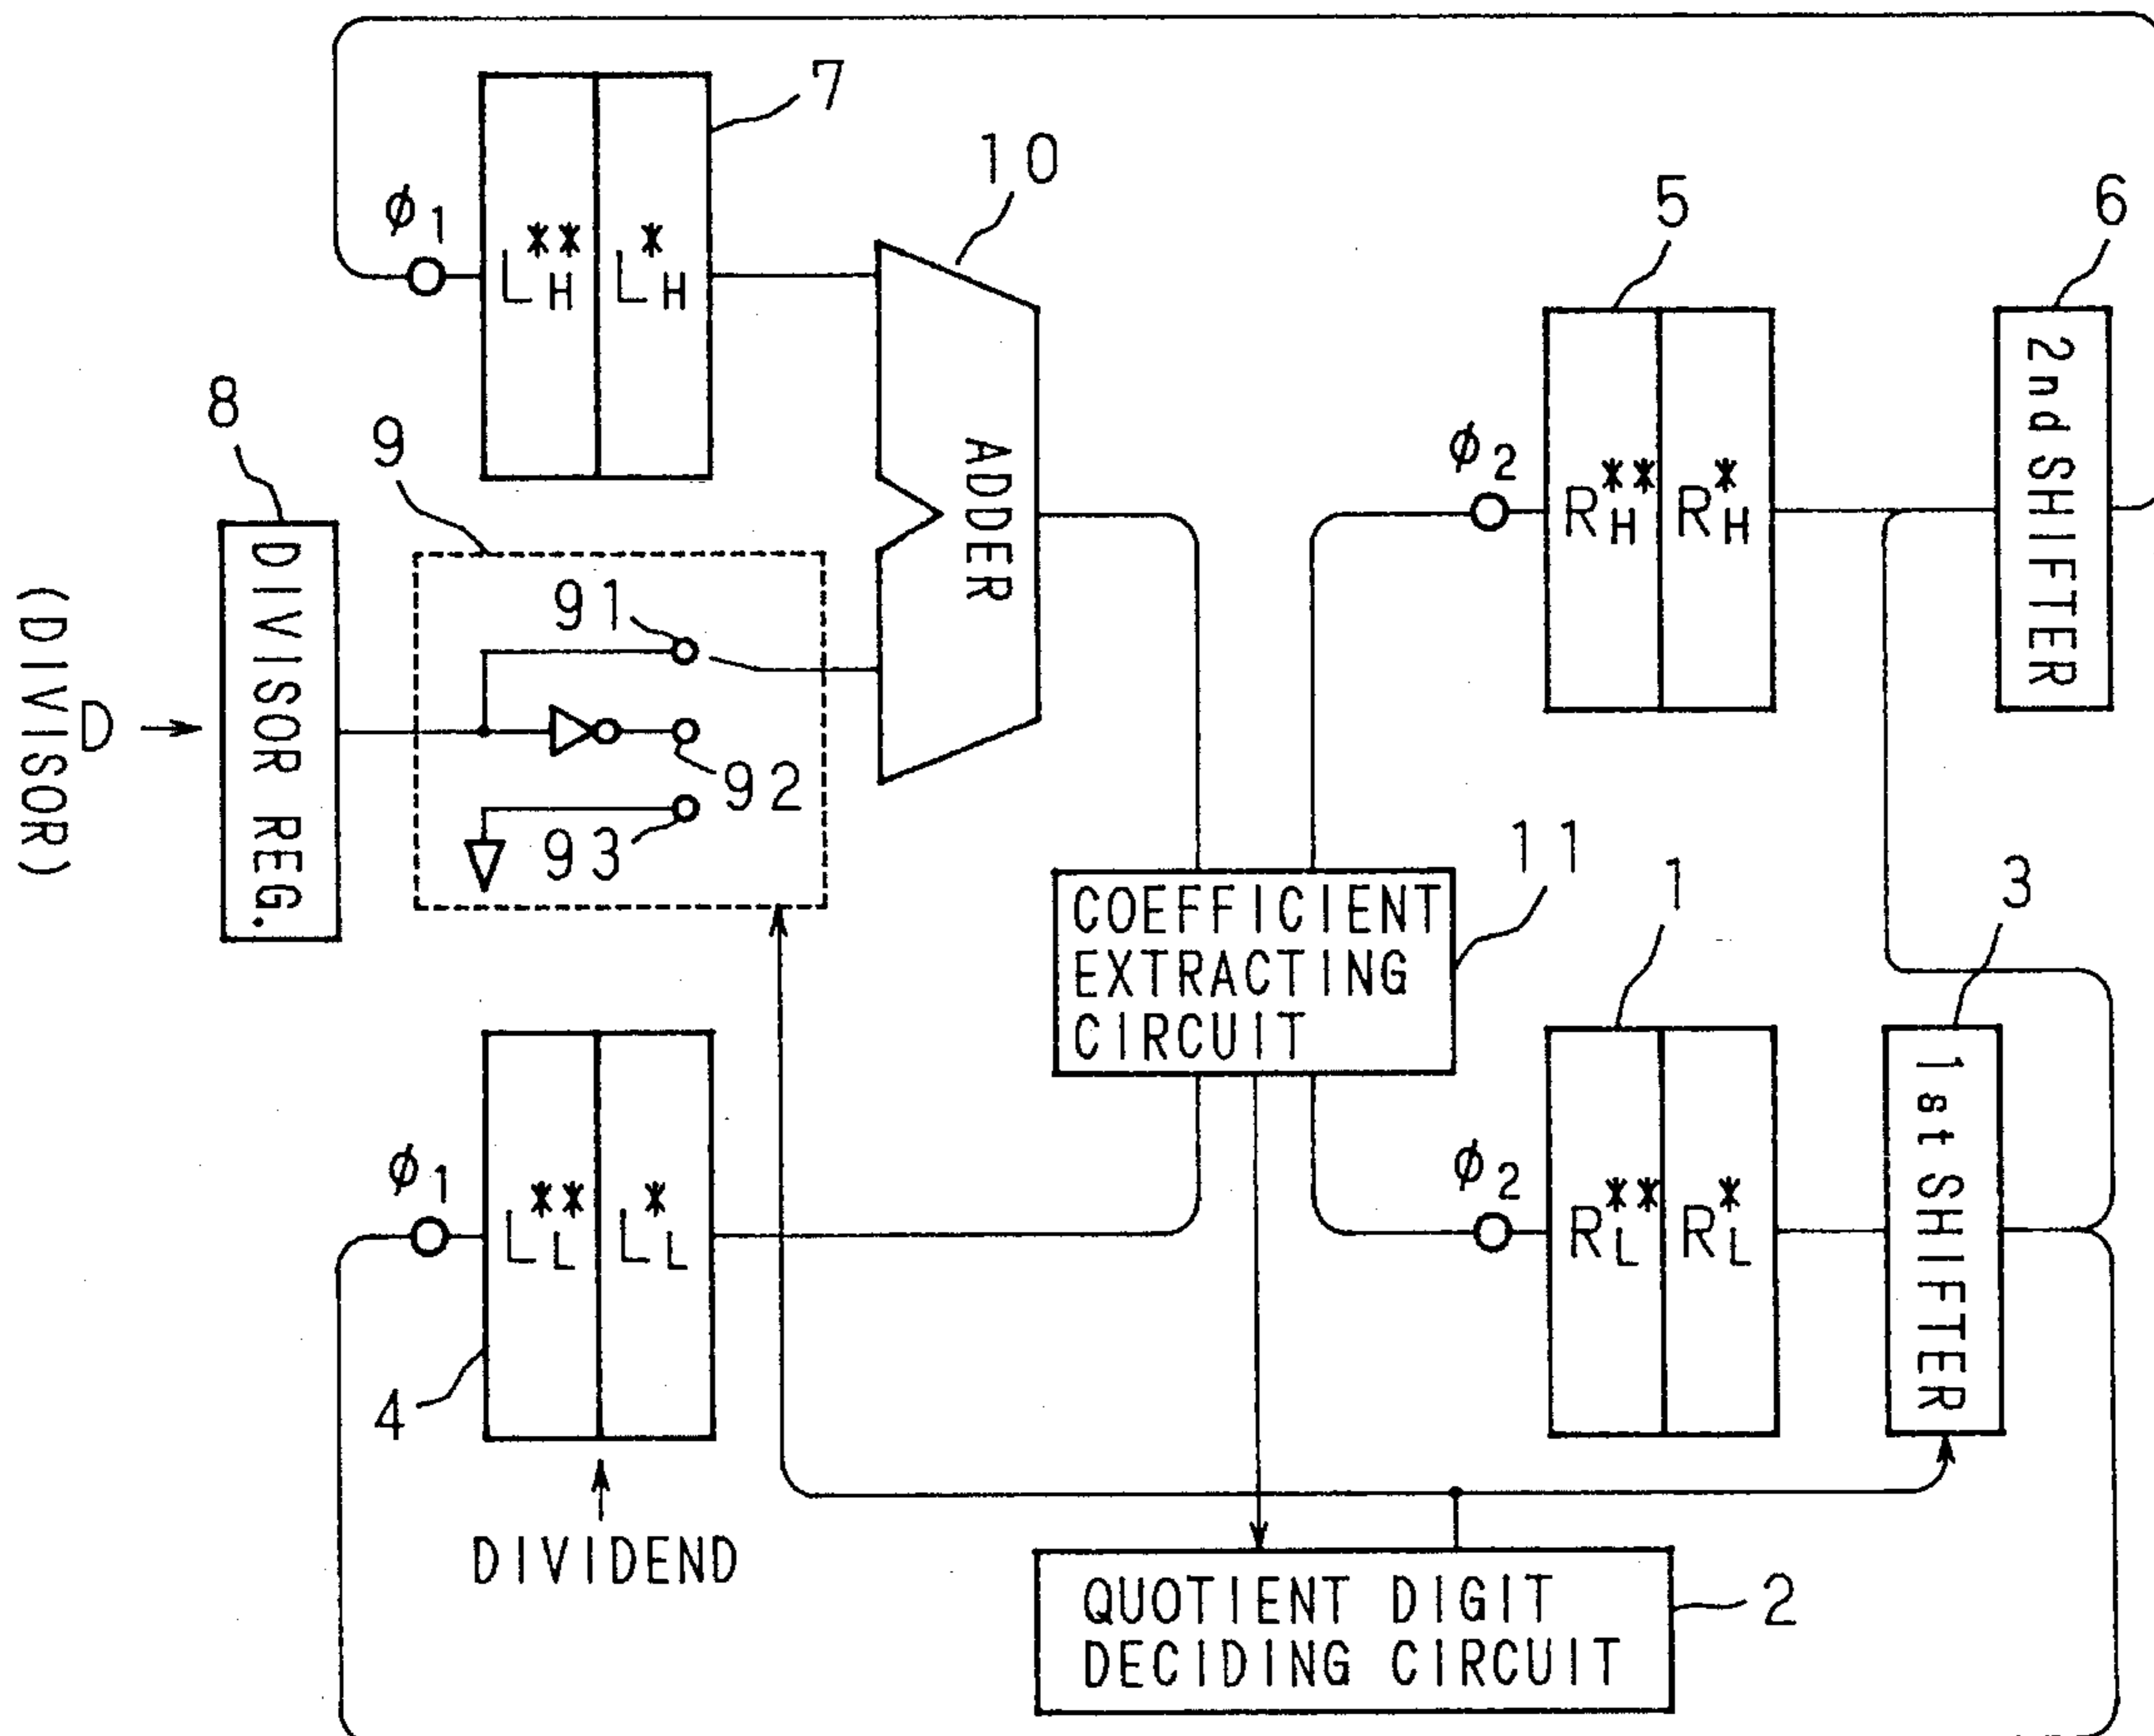 7
10
5
6
φ1
L**H
L*H
ADDER
φ2
R**H
R*H
2nd SHIFTER
8
9
91
92
93
D
(DIVISOR)
DIVISOR REG.
11
COEFFICIENT
EXTRACTING
CIRCUIT
1
3
φ1
L**L
L*L
φ2
R**L
R*L
1st SHIFTER
4
DIVIDEND
QUOTIENT DIGIT
DECIDING CIRCUIT
2